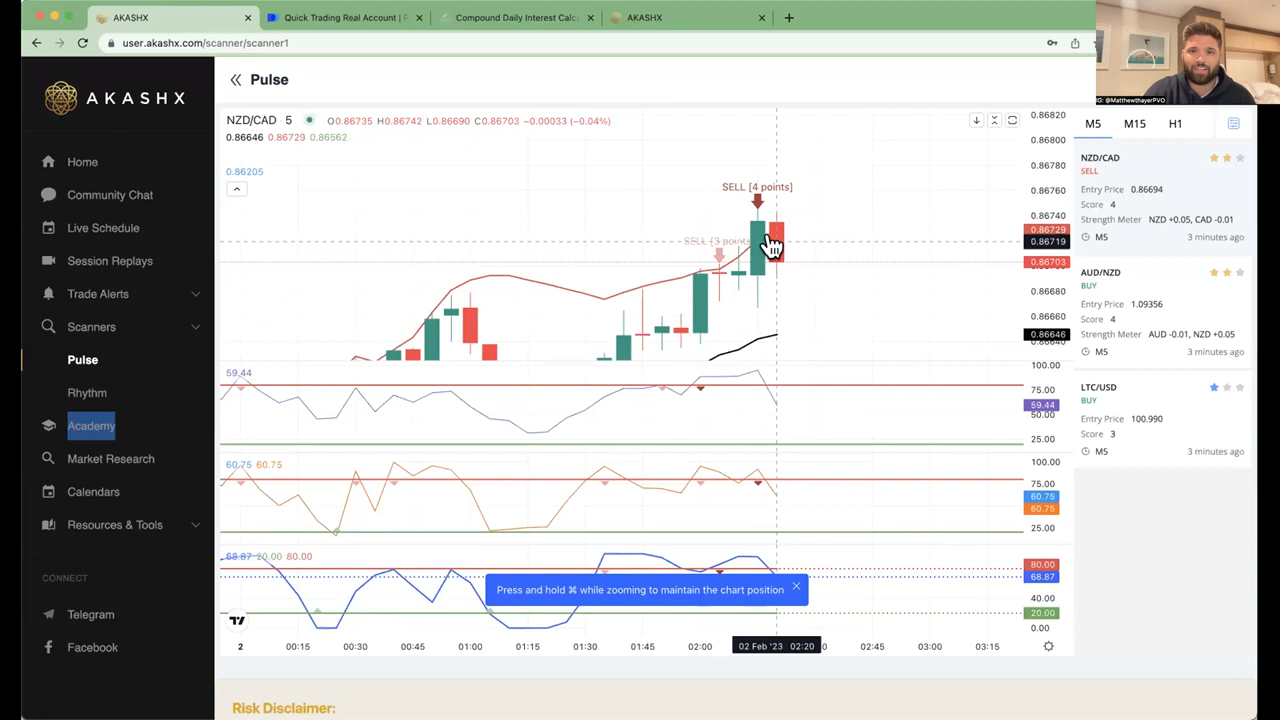 AKASHX
Quick Trading Real Account | P
Compound Daily Interest Calc
AKASHX
user.akashx.com/scanner/scanner1
IG: @MatthewthayerPVO
AKASHX
Home
Community Chat
Live Schedule
Session Replays
Trade Alerts
Scanners
Pulse
Rhythm
Academy
Market Research
Calendars
Resources & Tools
CONNECT
Telegram
Facebook
Pulse
NZD/CAD 5 O0.86735 H0.86742 L0.86690 C0.86703 -0.00033 (-0.04%)
0.86646 0.86729 0.86562
0.86205
SELL [4 points]
SELL [3 points
0.86820
0.86800
0.86780
0.86760
0.86740
0.86729
0.86719
0.86703
0.86680
0.86660
0.86646
0.86640
59.44
100.00
75.00
59.44
50.00
25.00
60.75 60.75
100.00
75.00
60.75
60.75
25.00
68.87 20.00 80.00
80.00
68.87
40.00
20.00
0.00
Press and hold ⌘ while zooming to maintain the chart position
2 00:15 00:30 00:45 01:00 01:15 01:30 01:45 02:00 02 Feb '23 02:20 0 02:45 03:00 03:15
M5 M15 H1
NZD/CAD
SELL
Entry Price 0.86694
Score 4
Strength Meter NZD +0.05, CAD -0.01
M5 3 minutes ago
AUD/NZD
BUY
Entry Price 1.09356
Score 4
Strength Meter AUD -0.01, NZD +0.05
M5 3 minutes ago
LTC/USD
BUY
Entry Price 100.990
Score 3
M5 3 minutes ago
Risk Disclaimer: